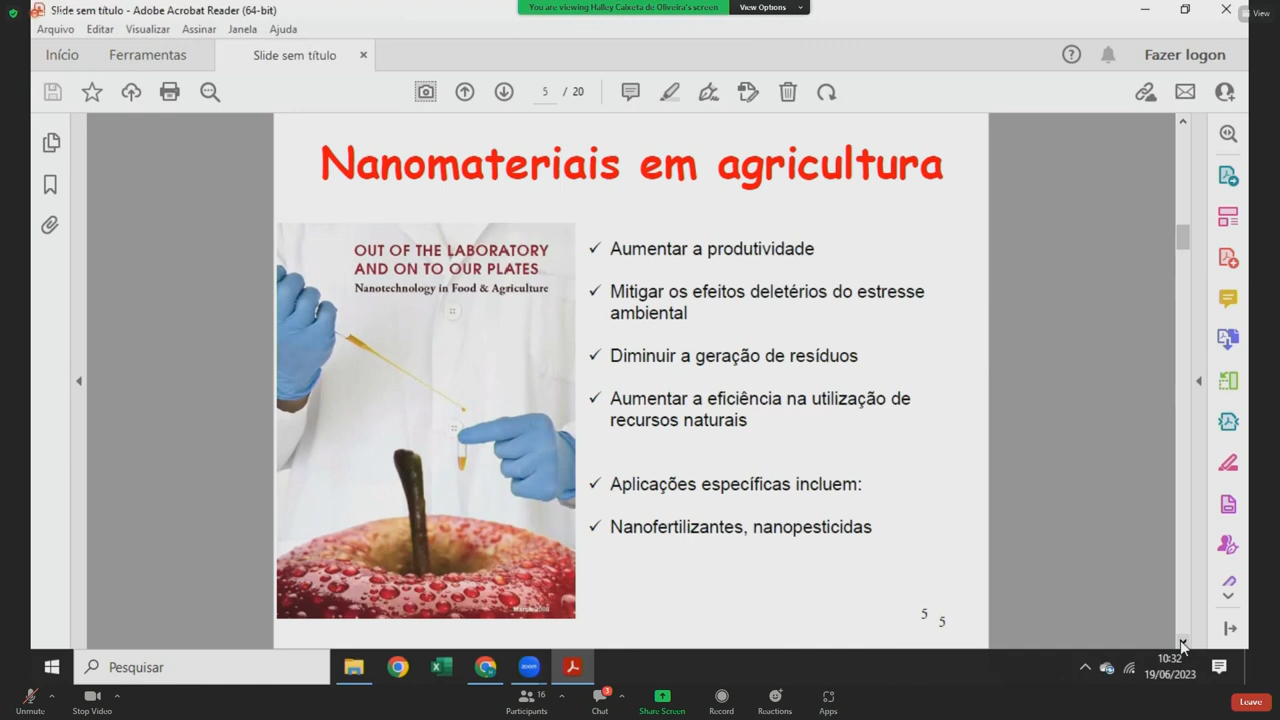 Slide sem título - Adobe Acrobat Reader (64-bit)
You are viewing Halley Caixeta de Oliveira's screen
View Options
View
Arquivo Editar Visualizar Assinar Janela Ajuda
Início Ferramentas Slide sem título × Fazer logon
5 / 20
Nanomateriais em agricultura
OUT OF THE LABORATORY
AND ON TO OUR PLATES
Nanotechnology in Food & Agriculture
March 2008
✓ Aumentar a produtividade
✓ Mitigar os efeitos deletérios do estresse
ambiental
✓ Diminuir a geração de resíduos
✓ Aumentar a eficiência na utilização de
recursos naturais
✓ Aplicações específicas incluem:
✓ Nanofertilizantes, nanopesticidas
5 5
Pesquisar
10:32
19/06/2023
Unmute Stop Video Participants 16 Chat 3 Share Screen Record Reactions Apps Leave